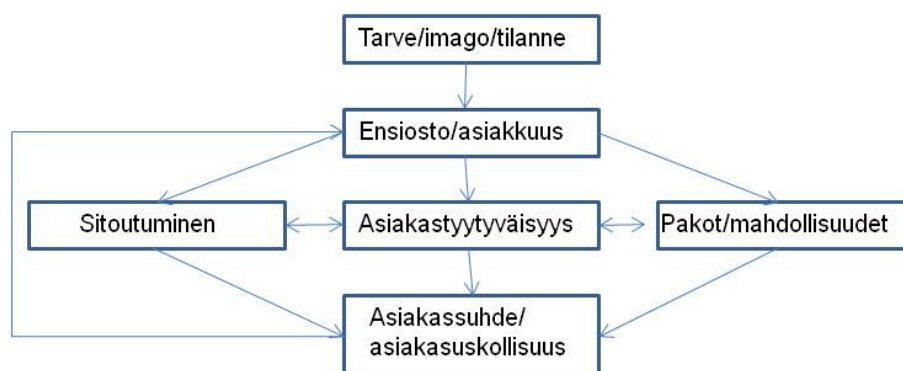 Tarve/imago/tilanne
Ensiosto/asiakkuus
Sitoutuminen
Asiakastyytyväisyys
Pakot/mahdollisuudet
Asiakassuhde/
asiakasuskollisuus